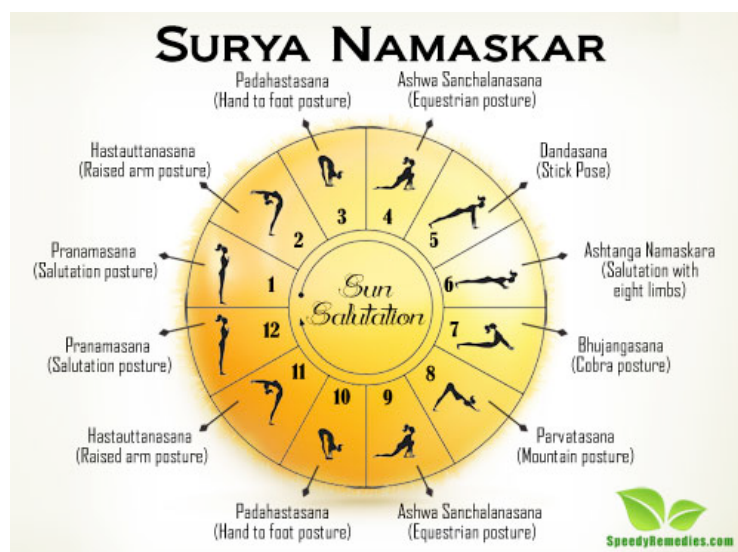 SURYA NAMASKAR
Padahastasana
(Hand to foot posture)
Ashwa Sanchalanasana
(Equestrian posture)
Hastauttanasana
(Raised arm posture)
Dandasana
(Stick Pose)
Pranamasana
(Salutation posture)
Ashtanga Namaskara
(Salutation with
eight limbs)
Pranamasana
(Salutation posture)
Bhujangasana
(Cobra posture)
Hastauttanasana
(Raised arm posture)
Parvatasana
(Mountain posture)
Padahastasana
(Hand to foot posture)
Ashwa Sanchalanasana
(Equestrian posture)
1
2
3
4
5
6
7
8
9
10
11
12
Sun
Salutation
SpeedyRemedies.com